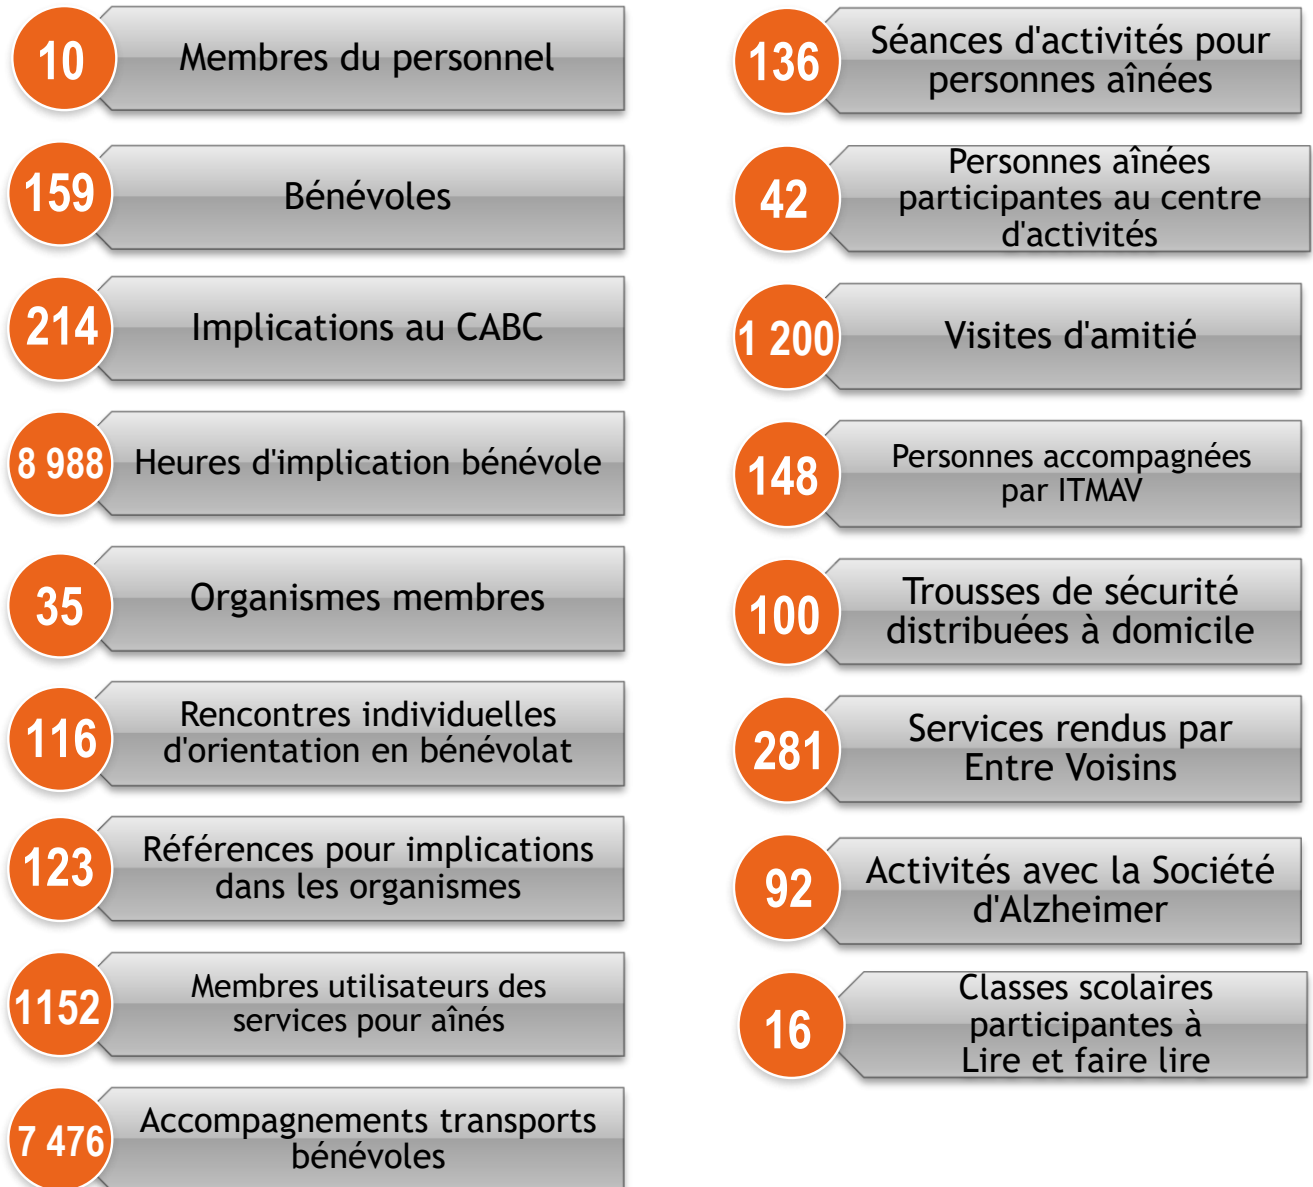 10
Membres du personnel
159
Bénévoles
214
Implications au CABC
8 988
Heures d'implication bénévole
35
Organismes membres
116
Rencontres individuelles
d'orientation en bénévolat
123
Références pour implications
dans les organismes
1152
Membres utilisateurs des
services pour aînés
7 476
Accompagnements transports
bénévoles
136
Séances d'activités pour
personnes aînées
42
Personnes aînées
participantes au centre
d'activités
1 200
Visites d'amitié
148
Personnes accompagnées
par ITMAV
100
Trousses de sécurité
distribuées à domicile
281
Services rendus par
Entre Voisins
92
Activités avec la Société
d'Alzheimer
16
Classes scolaires
participantes à
Lire et faire lire